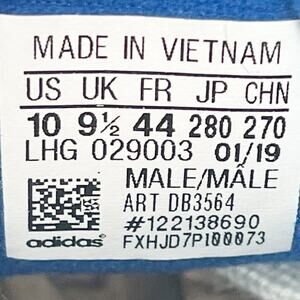 MADE IN VIETNAM
US UK FR JP CHN
10 9½ 44 280 270
LHG 029003 01/19
MALE/MÂLE
ART DB3564
#122138690
adidas FXHJD7P100073